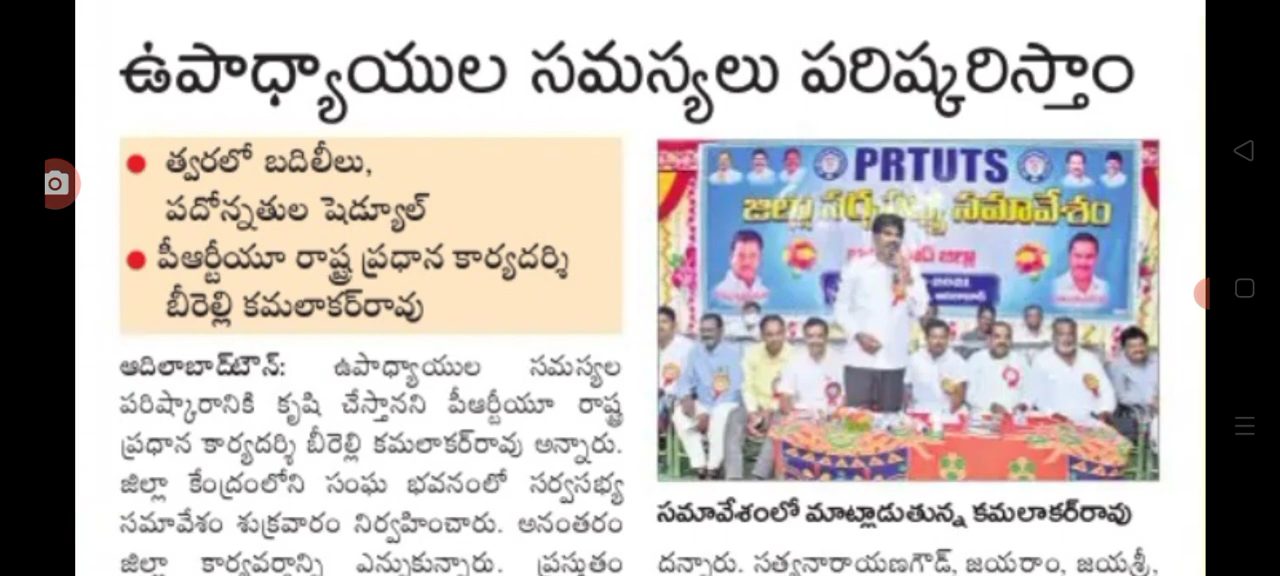 ఉపాధ్యాయుల సమస్యలు పరిష్కరిస్తాం
త్వరలో బదిలీలు,
పదోన్నతుల షెడ్యూల్
పీఆర్టీయూ రాష్ట్ర ప్రధాన కార్యదర్శి
బీరెల్లి కమలాకర్‌రావు
ఆదిలాబాద్‌టౌన్: ఉపాధ్యాయుల సమస్యల
పరిష్కారానికి కృషి చేస్తానని పీఆర్టీయూ రాష్ట్ర
ప్రధాన కార్యదర్శి బీరెల్లి కమలాకర్‌రావు అన్నారు.
జిల్లా కేంద్రంలోని సంఘ భవనంలో సర్వసభ్య
సమావేశం శుక్రవారం నిర్వహించారు. అనంతరం
జిల్లా కార్యవర్గాన్ని ఎన్నుకున్నారు. ప్రస్తుతం
PRTUTS
జిల్లా సర్వసభ్య సమావేశం
జిల్లా
సమావేశంలో మాట్లాడుతున్న కమలాకర్‌రావు
దన్నారు. సత్యనారాయణగౌడ్, జయరాం, జయశ్రీ,